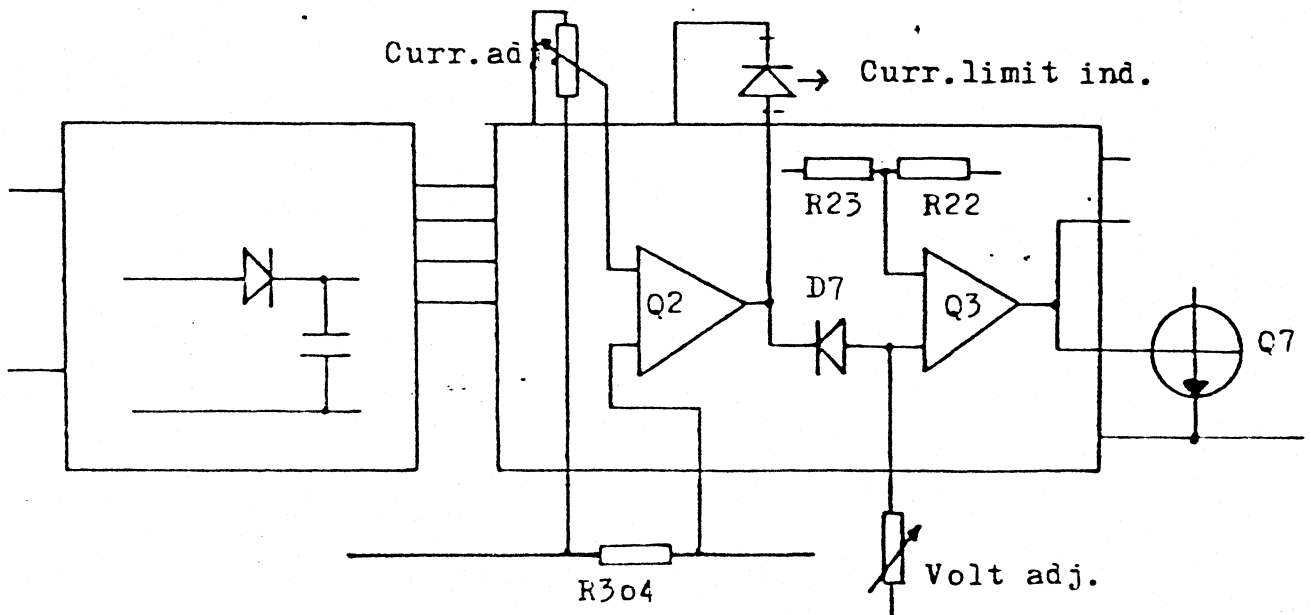 Curr.adj.
Curr.limit ind.
R23
R22
Q2
D7
Q3
Q7
R3o4
Volt adj.